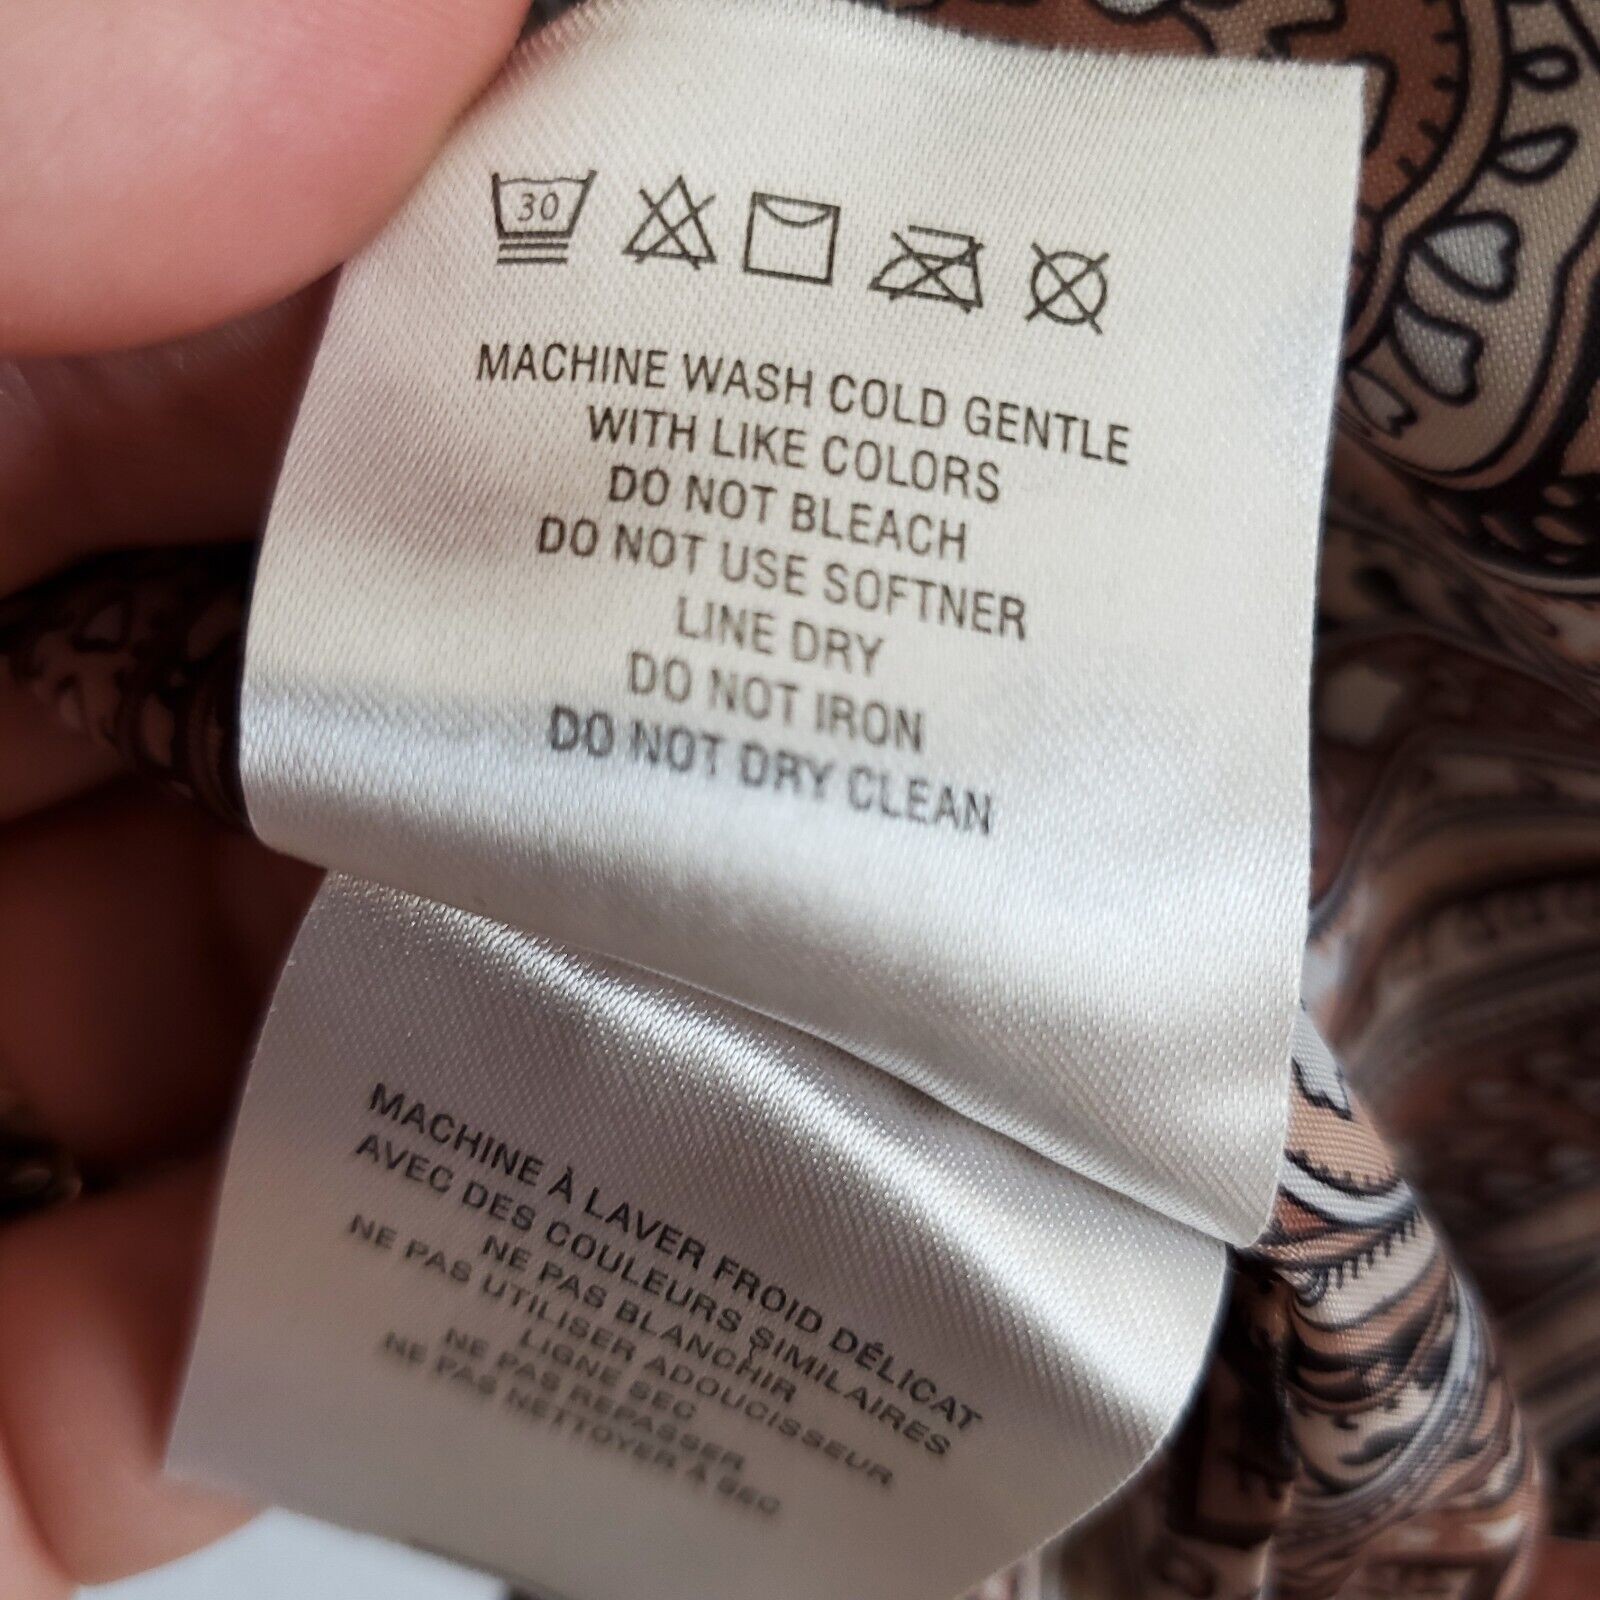 30
MACHINE WASH COLD GENTLE
WITH LIKE COLORS
DO NOT BLEACH
DO NOT USE SOFTNER
LINE DRY
DO NOT IRON
DO NOT DRY CLEAN
MACHINE À LAVER FROID DÉLICAT
AVEC DES COULEURS SIMILAIRES
NE PAS BLANCHIR
NE PAS UTILISER ADOUCISSEUR
LIGNE SEC
NE PAS REPASSER
NE PAS NETTOYER À SEC